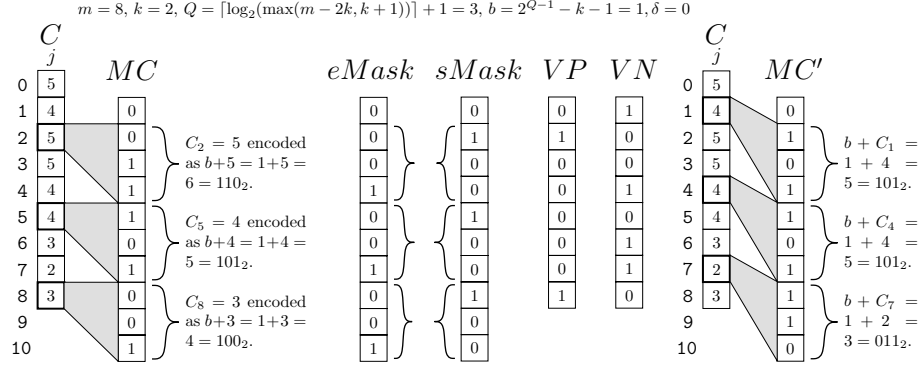 m = 8, k = 2, Q = ⌈log₂(max(m − 2k, k + 1))⌉ + 1 = 3, b = 2^{Q−1} − k − 1 = 1, δ = 0
C MC eMask sMask VP VN C MC′
j j
0 5 5 0
1 4 0 0 0 0 1 4 0 1
2 5 0 0 1 1 0 5 1 2
3 5 1 0 0 0 0 5 0 3
4 4 1 1 0 0 1 4 1 4
5 4 1 0 1 0 0 4 1 5
6 3 0 0 0 0 1 3 0 6
7 2 1 1 0 0 1 2 1 7
8 3 0 0 1 1 0 3 1 8
9 0 0 0 1 9
10 1 1 0 0 10
C₂ = 5 encoded
as b+5 = 1+5 =
6 = 110₂.
C₅ = 4 encoded
as b+4 = 1+4 =
5 = 101₂.
C₈ = 3 encoded
as b+3 = 1+3 =
4 = 100₂.
b + C₁ =
1 + 4 =
5 = 101₂.
b + C₄ =
1 + 4 =
5 = 101₂.
b + C₇ =
1 + 2 =
3 = 011₂.